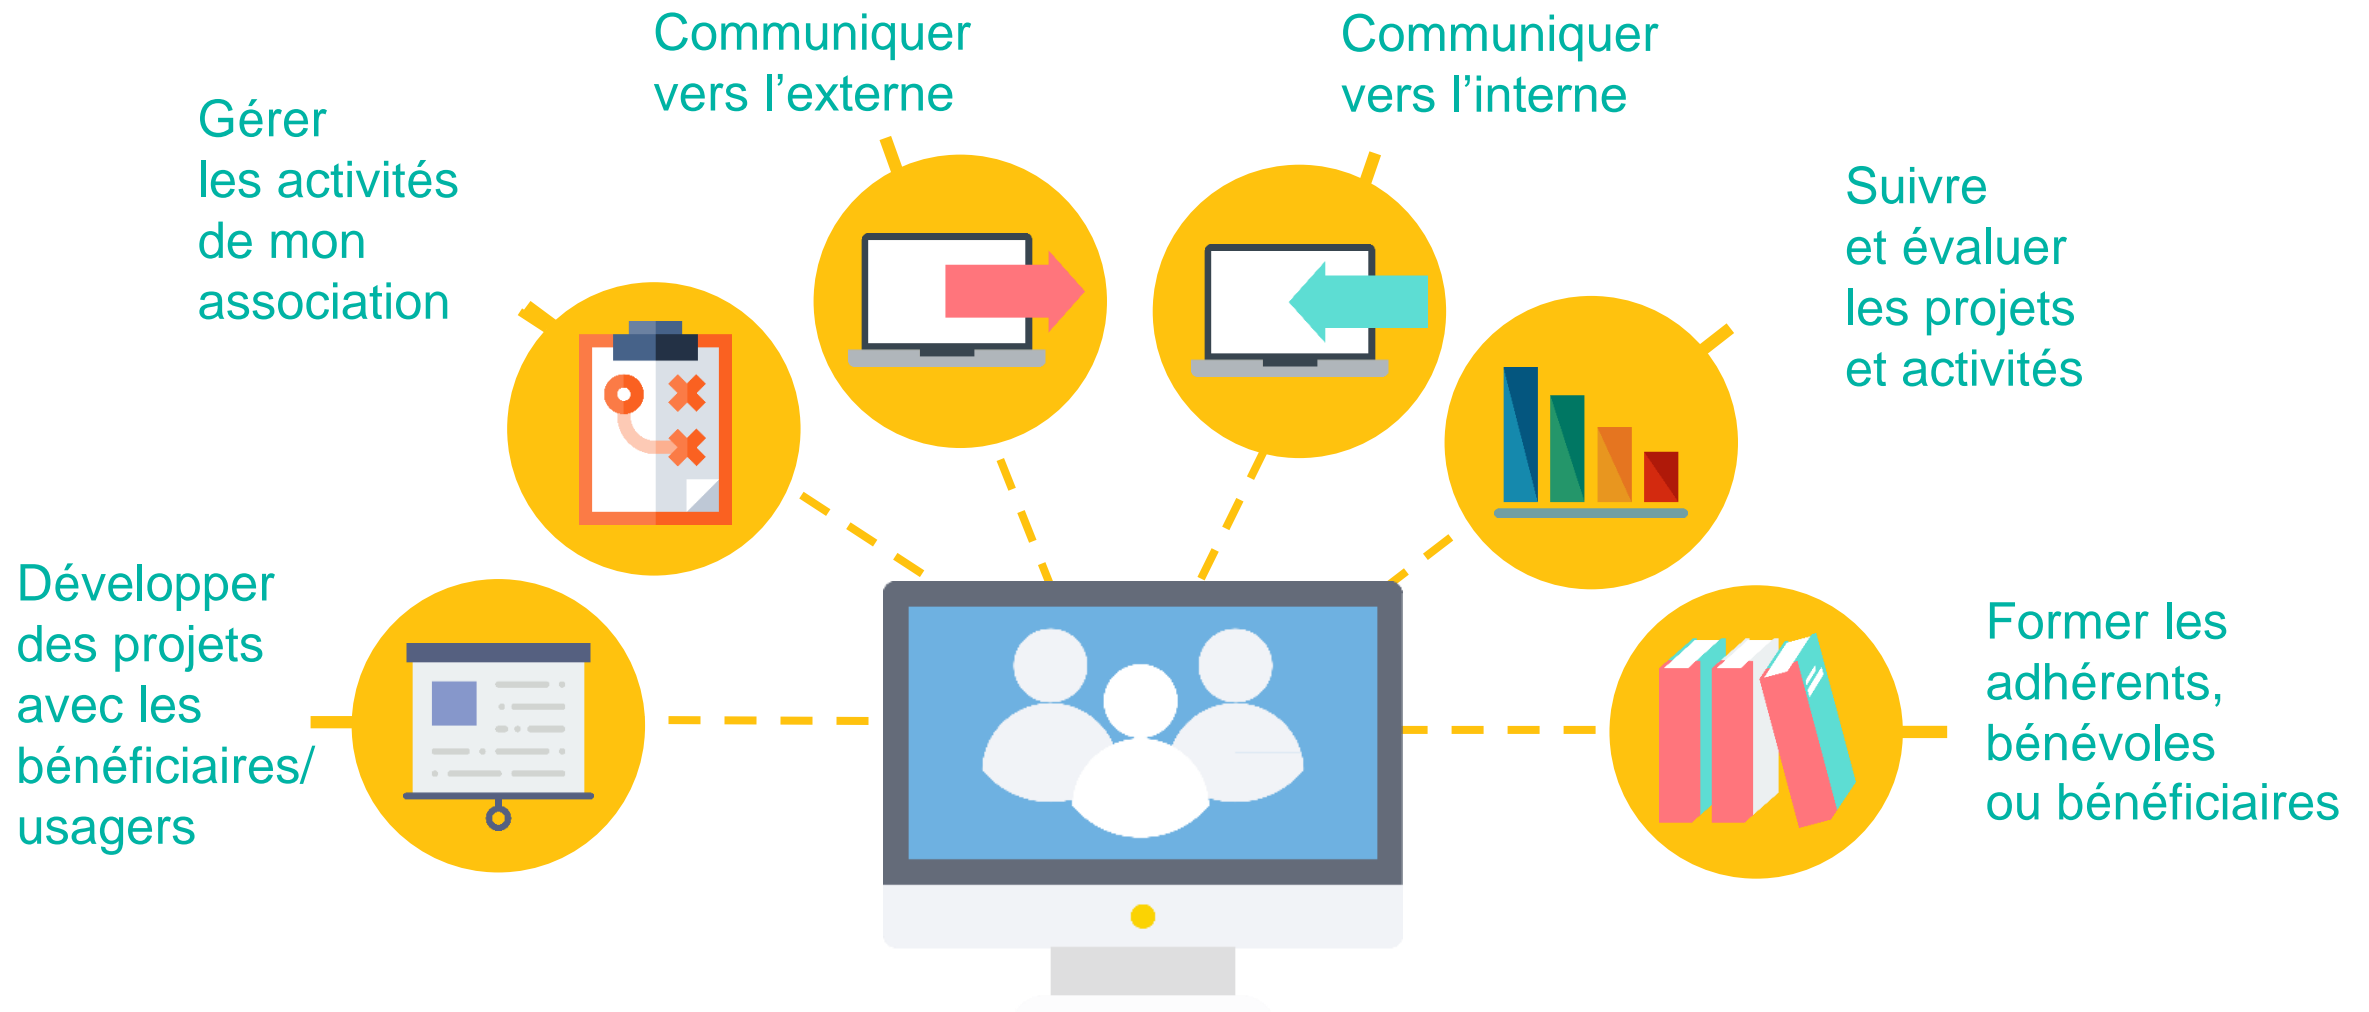 Développer
des projets
avec les
bénéficiaires/
usagers
Gérer
les activités
de mon
association
Communiquer
vers l’externe
Communiquer
vers l’interne
Suivre
et évaluer
les projets
et activités
Former les
adhérents,
bénévoles
ou bénéficiaires